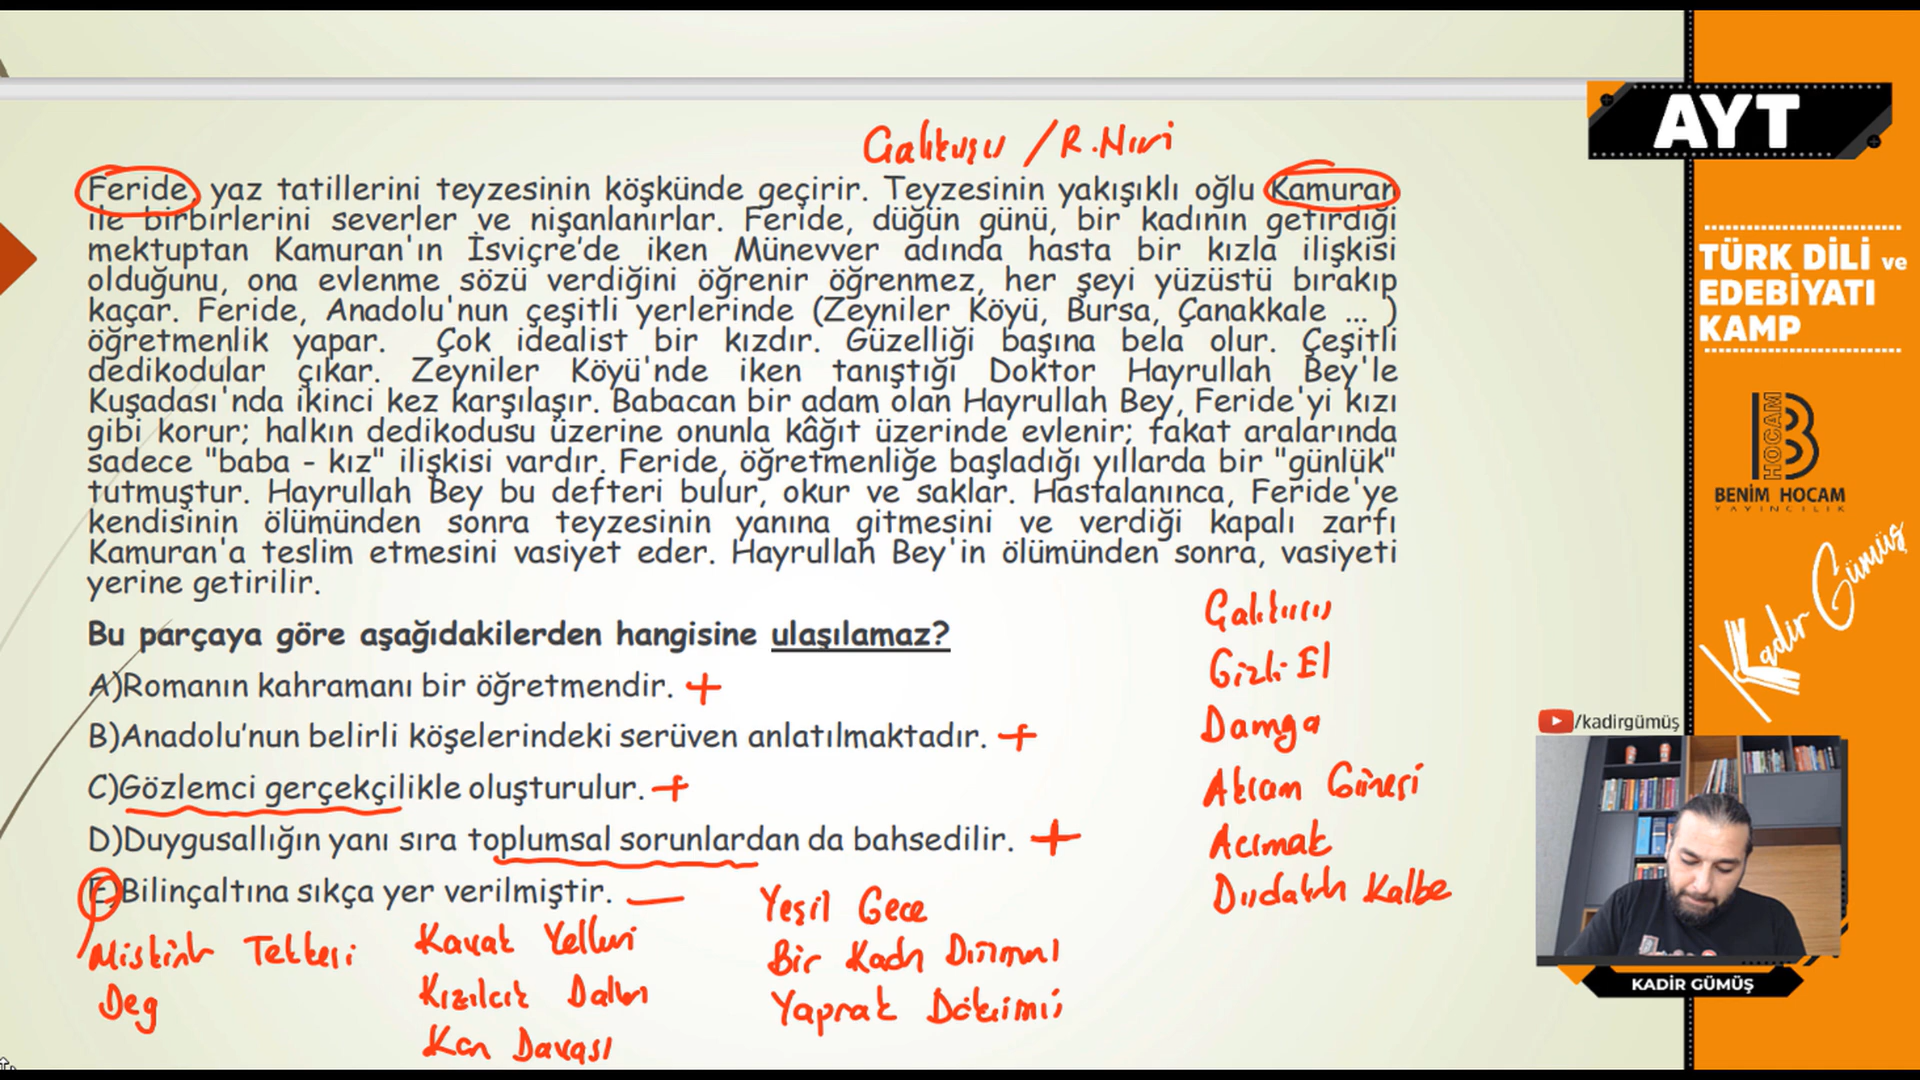 Çalıkuşu / R. Nuri
Feride, yaz tatillerini teyzesinin köşkünde geçirir. Teyzesinin yakışıklı oğlu Kamuran
ile birbirlerini severler ve nişanlanırlar. Feride, düğün günü, bir kadının getirdiği
mektuptan Kamuran'ın İsviçre’de iken Münevver adında hasta bir kızla ilişkisi
olduğunu, ona evlenme sözü verdiğini öğrenir öğrenmez, her şeyi yüzüstü bırakıp
kaçar. Feride, Anadolu'nun çeşitli yerlerinde (Zeyniler Köyü, Bursa, Çanakkale ... )
öğretmenlik yapar. Çok idealist bir kızdır. Güzelliği başına bela olur. Çeşitli
dedikodular çıkar. Zeyniler Köyü'nde iken tanıştığı Doktor Hayrullah Bey'le
Kuşadası'nda ikinci kez karşılaşır. Babacan bir adam olan Hayrullah Bey, Feride'yi kızı
gibi korur; halkın dedikodusu üzerine onunla kâğıt üzerinde evlenir; fakat aralarında
sadece "baba - kız" ilişkisi vardır. Feride, öğretmenliğe başladığı yıllarda bir "günlük"
tutmuştur. Hayrullah Bey bu defteri bulur, okur ve saklar. Hastalanınca, Feride'ye
kendisinin ölümünden sonra teyzesinin yanına gitmesini ve verdiği kapalı zarfı
Kamuran'a teslim etmesini vasiyet eder. Hayrullah Bey'in ölümünden sonra, vasiyeti
yerine getirilir.
Bu parçaya göre aşağıdakilerden hangisine ulaşılamaz?
A)Romanın kahramanı bir öğretmendir. +
B)Anadolu’nun belirli köşelerindeki serüven anlatılmaktadır. +
C)Gözlemci gerçekçilikle oluşturulur. +
D)Duygusallığın yanı sıra toplumsal sorunlardan da bahsedilir. +
E)Bilinçaltına sıkça yer verilmiştir. —
Çalıkuşu
Gizli El
Damga
Akşam Güneşi
Acımak
Dudaktan Kalbe
Miskinler Tekkesi
Değ
Kavak Yelleri
Kızılcık Dalları
Kan Davası
Yeşil Gece
Bir Kadın Düşmanı
Yaprak Dökümü
AYT
TÜRK DİLİ ve
EDEBİYATI
KAMP
B
HOCAM
BENİM HOCAM
YAYINCILIK
Kadir Gümüş
/kadirgümüş
KADİR GÜMÜŞ